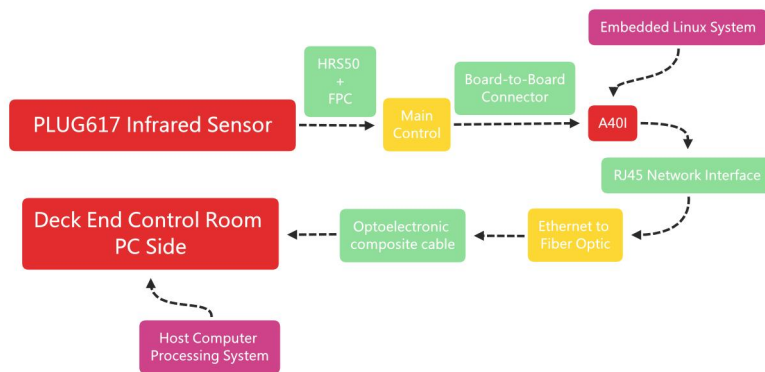 Embedded Linux System
HRS50
+
FPC
Board-to-Board
Connector
PLUG617 Infrared Sensor
Main
Control
A40I
RJ45 Network Interface
Deck End Control Room
PC Side
Optoelectronic
composite cable
Ethernet to
Fiber Optic
Host Computer
Processing System